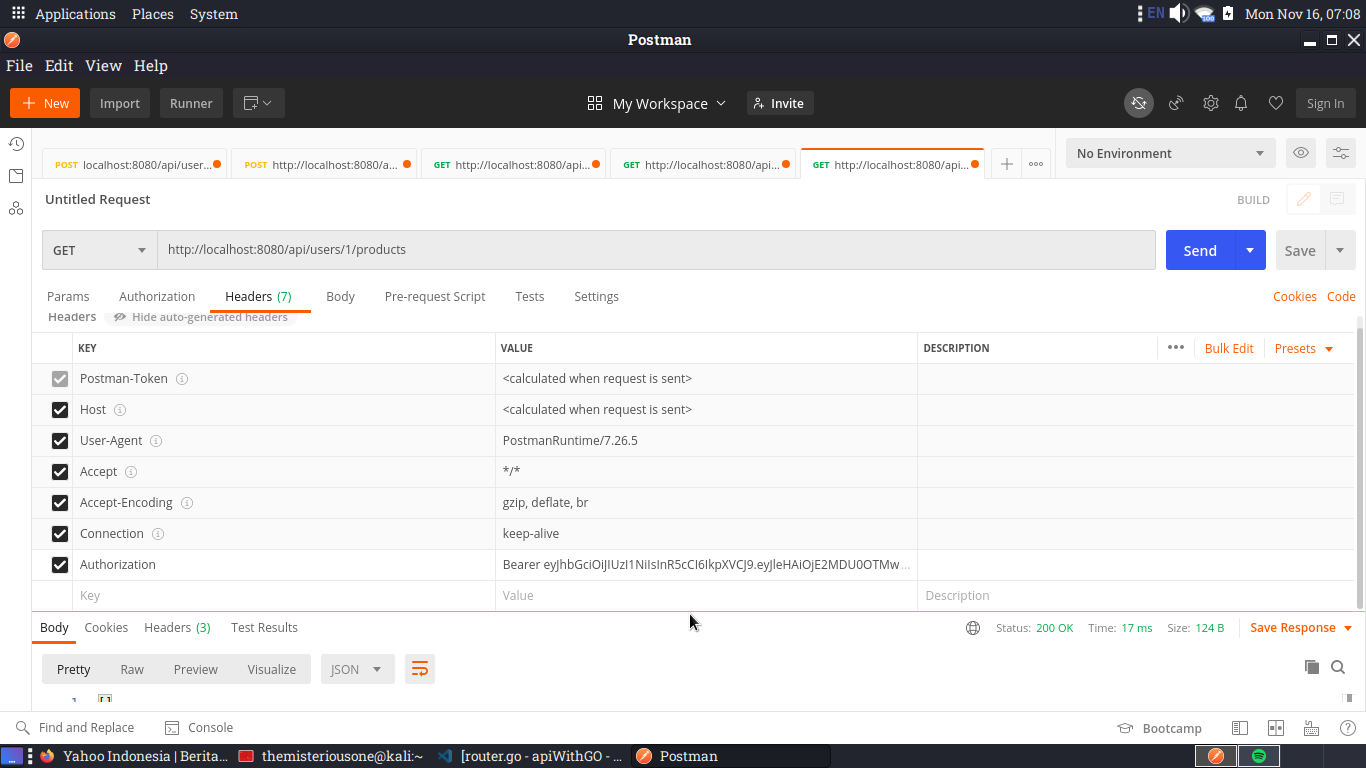 Applications Places System EN 100 Mon Nov 16, 07:08
Postman
File Edit View Help
+ New Import Runner My Workspace Invite Sign In
POST localhost:8080/api/user... POST http://localhost:8080/a... GET http://localhost:8080/api... GET http://localhost:8080/api... GET http://localhost:8080/api... + ••• No Environment
Untitled Request BUILD
GET http://localhost:8080/api/users/1/products Send Save
Params Authorization Headers (7) Body Pre-request Script Tests Settings Cookies Code
Headers Hide auto-generated headers
KEY VALUE DESCRIPTION ••• Bulk Edit Presets
Postman-Token <calculated when request is sent>
Host <calculated when request is sent>
User-Agent PostmanRuntime/7.26.5
Accept */*
Accept-Encoding gzip, deflate, br
Connection keep-alive
Authorization Bearer eyJhbGciOiJIUzI1NiIsInR5cCI6IkpXVCJ9.eyJleHAiOjE2MDU0OTMw...
Key Value Description
Body Cookies Headers (3) Test Results Status: 200 OK Time: 17 ms Size: 124 B Save Response
Pretty Raw Preview Visualize JSON
1 []
Find and Replace Console Bootcamp
Yahoo Indonesia | Berita... themisteriousone@kali:~ [router.go - apiWithGO - ... Postman